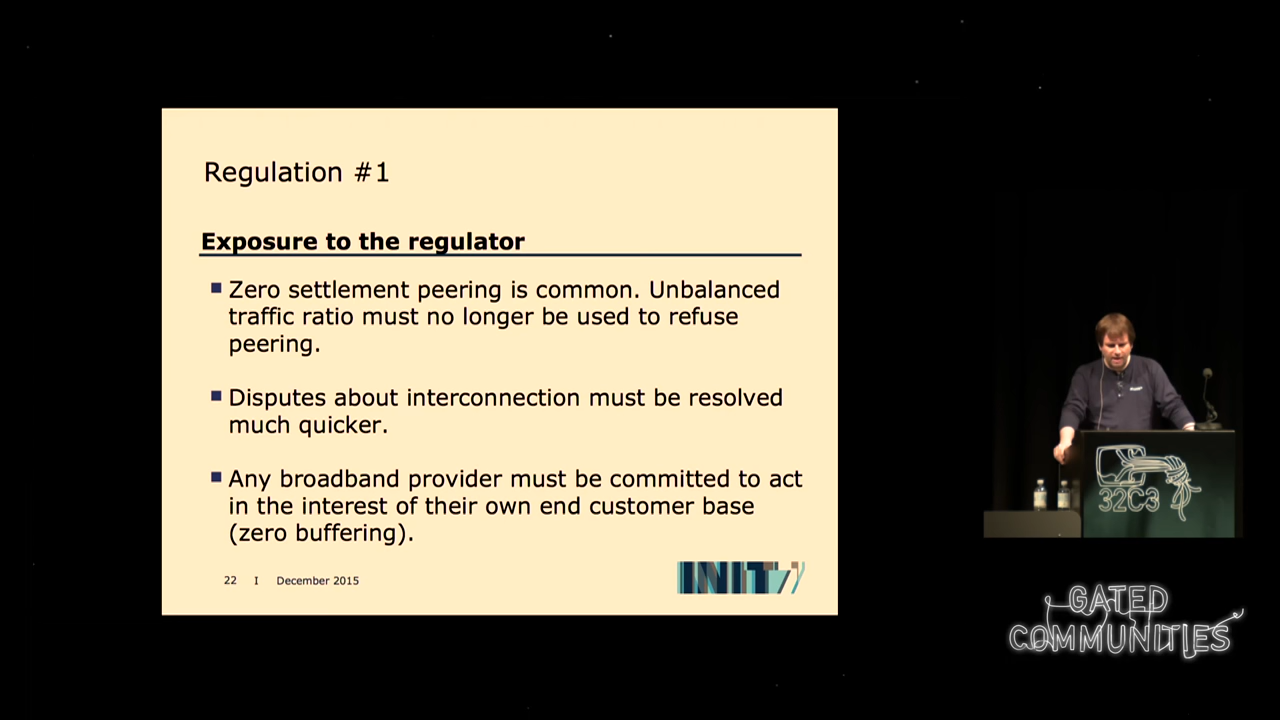 Regulation #1
Exposure to the regulator
Zero settlement peering is common. Unbalanced
traffic ratio must no longer be used to refuse
peering.
Disputes about interconnection must be resolved
much quicker.
Any broadband provider must be committed to act
in the interest of their own end customer base
(zero buffering).
22 I December 2015
INIT7
32C3
GATED
COMMUNITIES